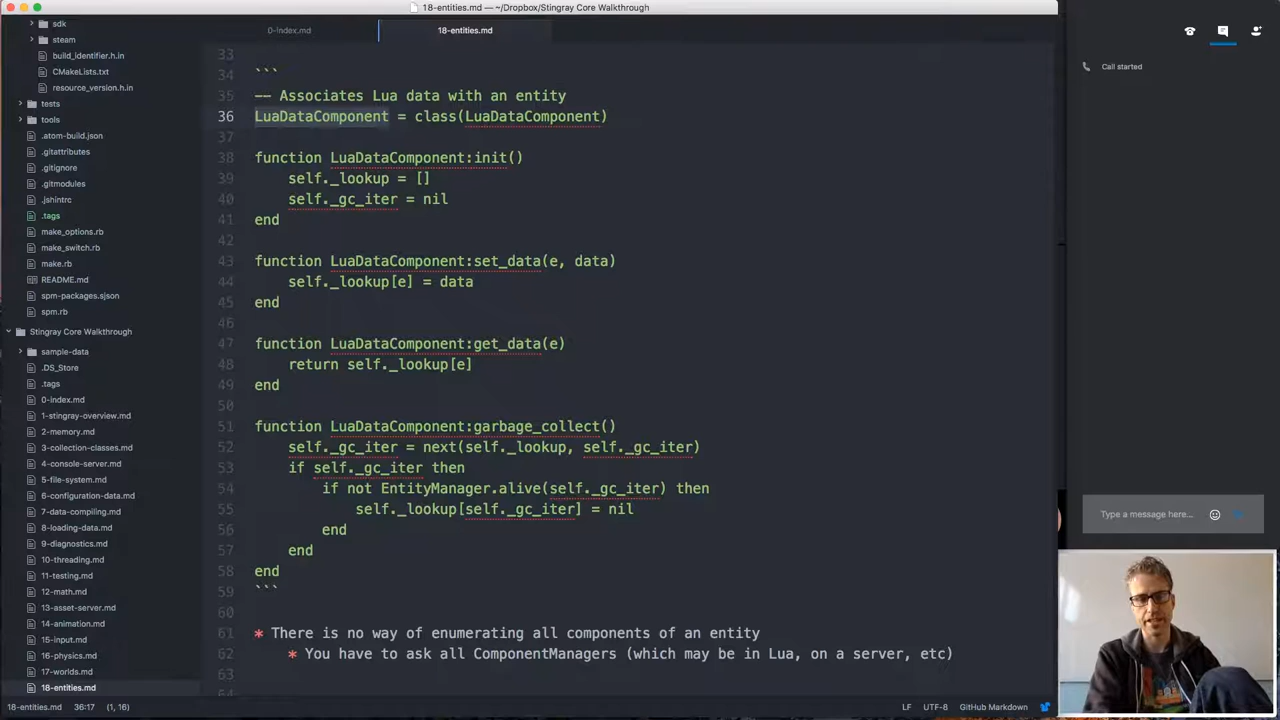 18-entities.md — ~/Dropbox/Stingray Core Walkthrough
sdk
steam
build_identifier.h.in
CMakeLists.txt
resource_version.h.in
tests
tools
.atom-build.json
.gitattributes
.gitignore
.gitmodules
.jshintrc
.tags
make_options.rb
make_switch.rb
make.rb
README.md
spm-packages.sjson
spm.rb
Stingray Core Walkthrough
sample-data
.DS_Store
.tags
0-index.md
1-stingray-overview.md
2-memory.md
3-collection-classes.md
4-console-server.md
5-file-system.md
6-configuration-data.md
7-data-compiling.md
8-loading-data.md
9-diagnostics.md
10-threading.md
11-testing.md
12-math.md
13-asset-server.md
14-animation.md
15-input.md
16-physics.md
17-worlds.md
18-entities.md
0-index.md
18-entities.md
33
34 ```
35 -- Associates Lua data with an entity
36 LuaDataComponent = class(LuaDataComponent)
37
38 function LuaDataComponent:init()
39 self._lookup = []
40 self._gc_iter = nil
41 end
42
43 function LuaDataComponent:set_data(e, data)
44 self._lookup[e] = data
45 end
46
47 function LuaDataComponent:get_data(e)
48 return self._lookup[e]
49 end
50
51 function LuaDataComponent:garbage_collect()
52 self._gc_iter = next(self._lookup, self._gc_iter)
53 if self._gc_iter then
54 if not EntityManager.alive(self._gc_iter) then
55 self._lookup[self._gc_iter] = nil
56 end
57 end
58 end
59 ```
60
61 * There is no way of enumerating all components of an entity
62 * You have to ask all ComponentManagers (which may be in Lua, on a server, etc)
63
64
18-entities.md 36:17 (1, 16)
LF UTF-8 GitHub Markdown
Call started
Type a message here...